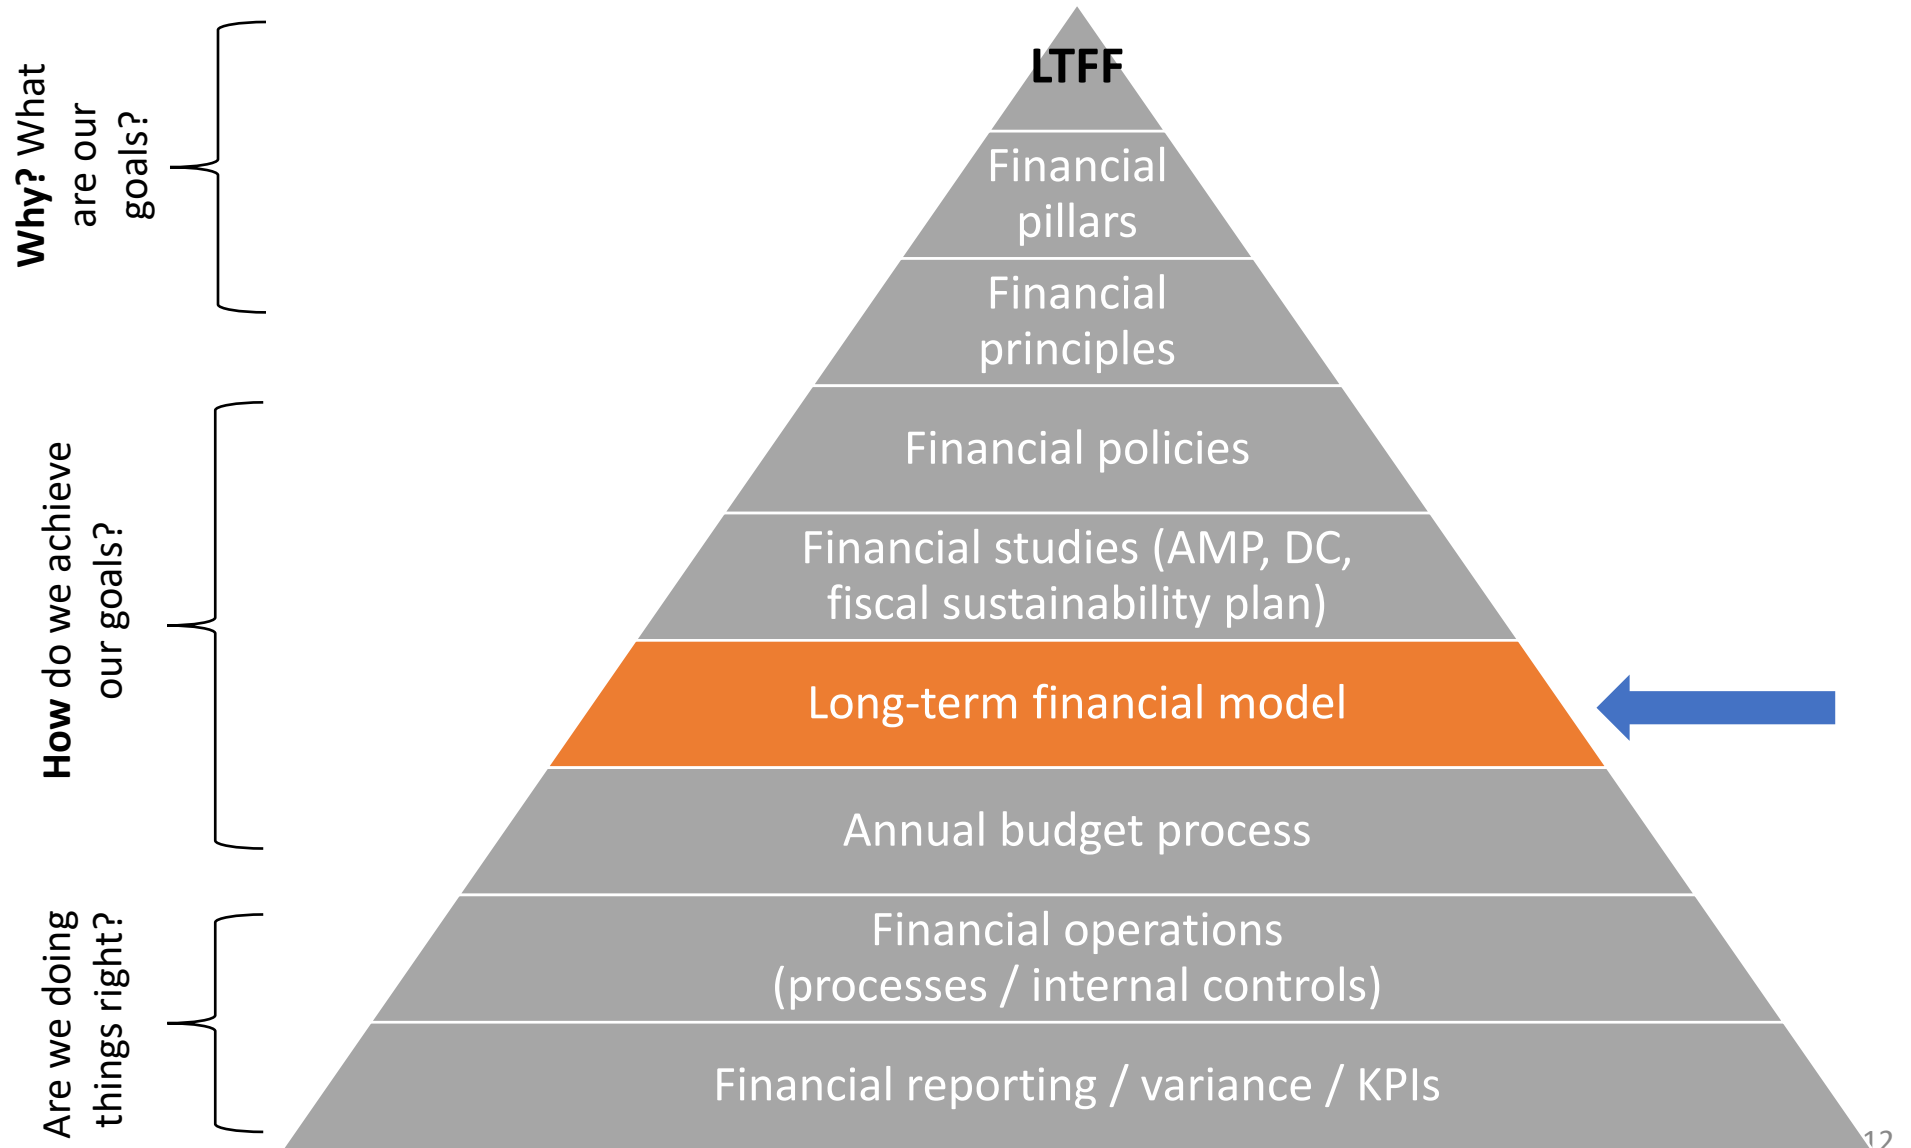 Why? What
are our
goals?
LTFF
Financial
pillars
Financial
principles
How do we achieve
our goals?
Financial policies
Financial studies (AMP, DC,
fiscal sustainability plan)
Long-term financial model
Annual budget process
Are we doing
things right?
Financial operations
(processes / internal controls)
Financial reporting / variance / KPIs
12